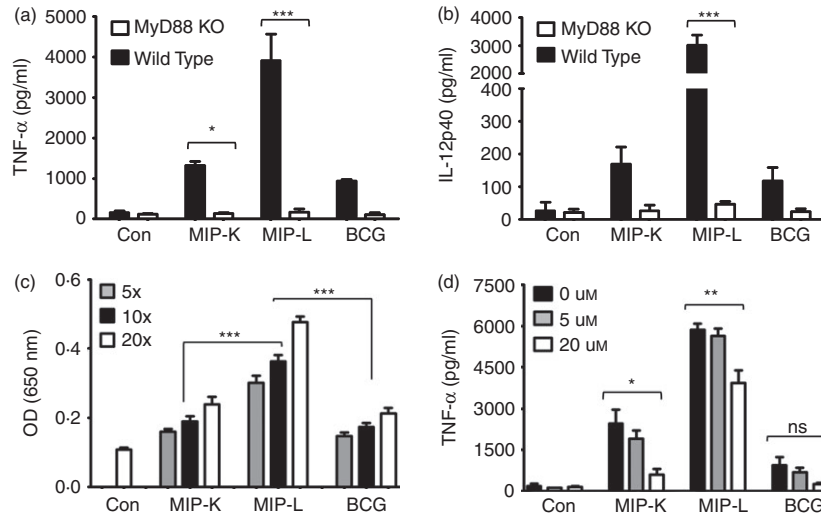 (a)
MyD88 KO
Wild Type
TNF-α (pg/ml)
5000
4000
3000
2000
1000
0
*
***
Con MIP-K MIP-L BCG
(b)
MyD88 KO
Wild Type
IL-12p40 (pg/ml)
4000
3000
2000
400
300
200
100
0
***
Con MIP-K MIP-L BCG
(c)
5x
10x
20x
OD (650 nm)
0·6
0·4
0·2
0·0
***
***
Con MIP-K MIP-L BCG
(d)
0 uM
5 uM
20 uM
TNF-α (pg/ml)
7500
6000
4500
3000
1500
0
*
**
ns
Con MIP-K MIP-L BCG